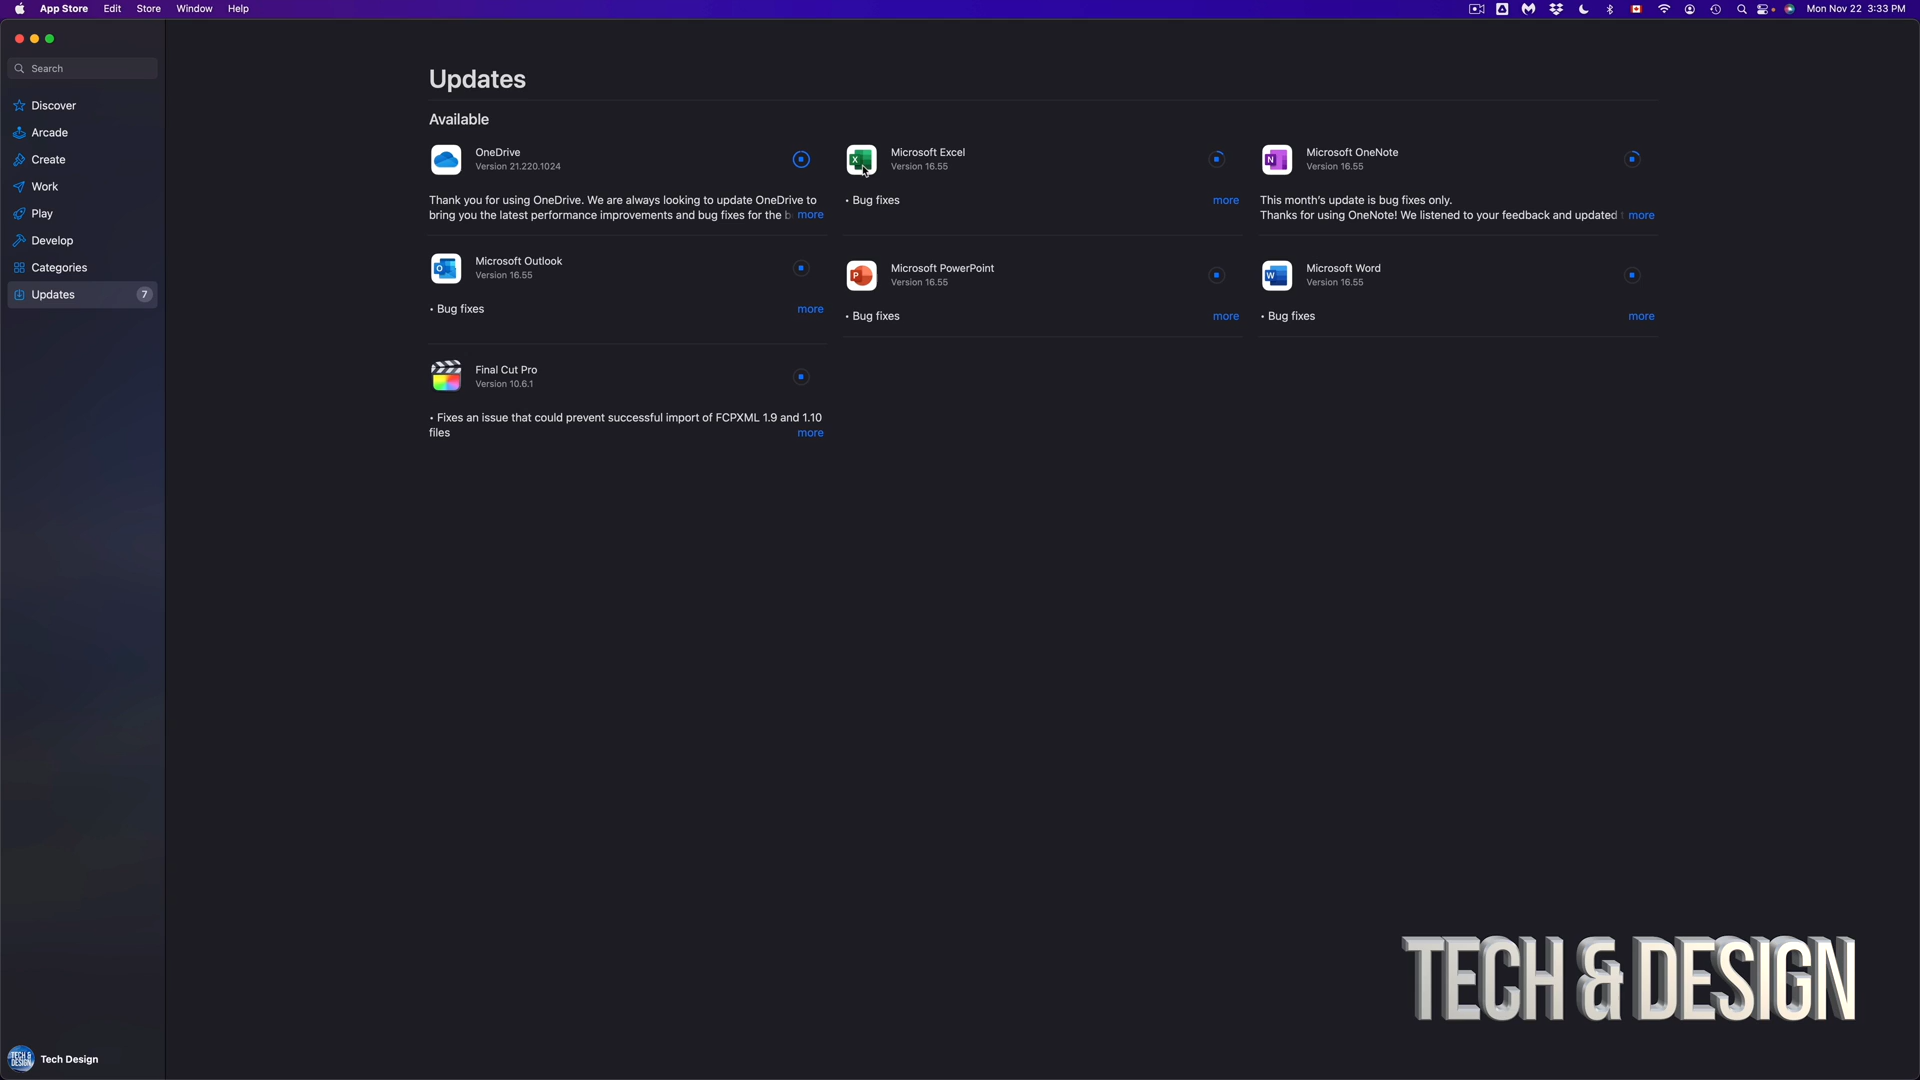 App Store Edit Store Window Help
Mon Nov 22 3:33 PM
Search
Discover
Arcade
Create
Work
Play
Develop
Categories
Updates 7
Tech Design
Updates
Available
OneDrive
Version 21.220.1024
Thank you for using OneDrive. We are always looking to update OneDrive to
bring you the latest performance improvements and bug fixes for the b more
Microsoft Excel
Version 16.55
• Bug fixes more
Microsoft OneNote
Version 16.55
This month's update is bug fixes only.
Thanks for using OneNote! We listened to your feedback and updated more
Microsoft Outlook
Version 16.55
• Bug fixes more
Microsoft PowerPoint
Version 16.55
• Bug fixes more
Microsoft Word
Version 16.55
• Bug fixes more
Final Cut Pro
Version 10.6.1
• Fixes an issue that could prevent successful import of FCPXML 1.9 and 1.10
files more
TECH & DESIGN